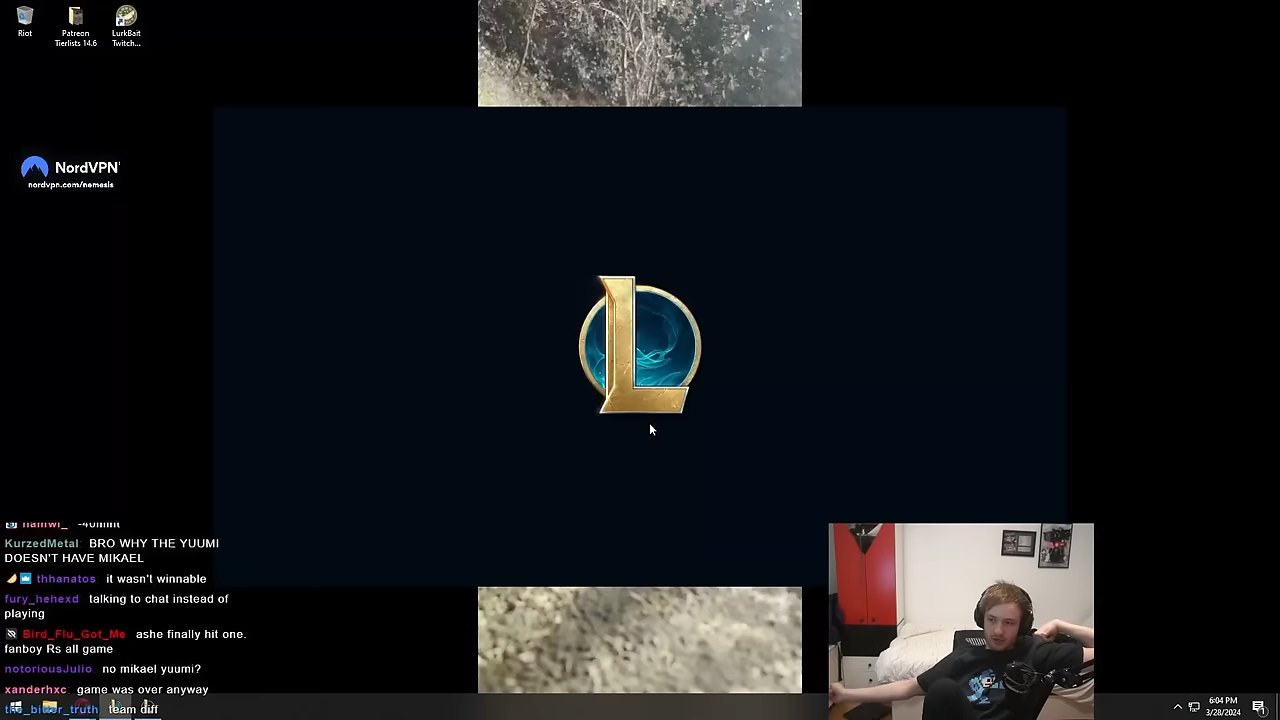 Riot
Patreon
Tierlists 14.6
LurkBait
Twitch...
NordVPN
nordvpn.com/nemesis
L
KurzedMetal BRO WHY THE YUUMI
DOESN'T HAVE MIKAEL
thhanatos it wasn't winnable
fury_hehexd talking to chat instead of
playing
Bird_Flu_Got_Me ashe finally hit one.
fanboy Rs all game
notoriousJulio no mikael yuumi?
xanderhxc game was over anyway
the_bitter_truth team diff
6:04 PM
3/28/2024